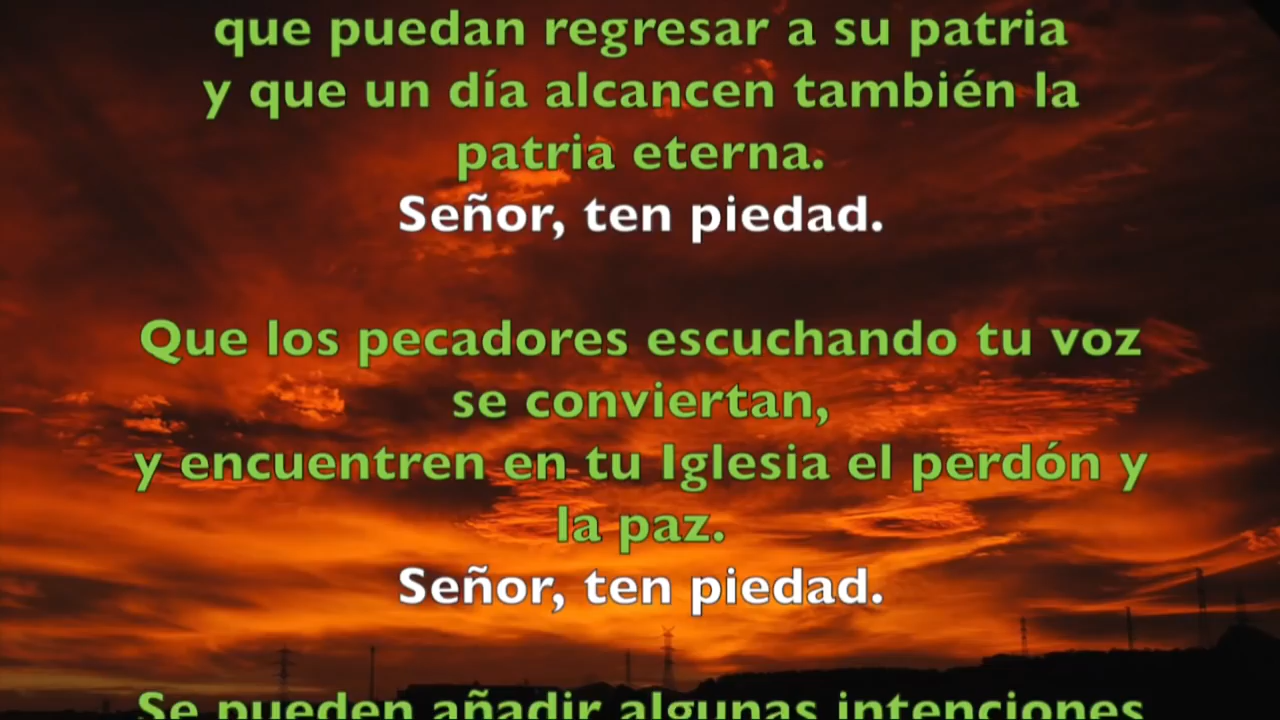 que puedan regresar a su patria
y que un día alcancen también la
patria eterna.
Señor, ten piedad.
Que los pecadores escuchando tu voz
se conviertan,
y encuentren en tu Iglesia el perdón y
la paz.
Señor, ten piedad.
Se pueden añadir algunas intenciones